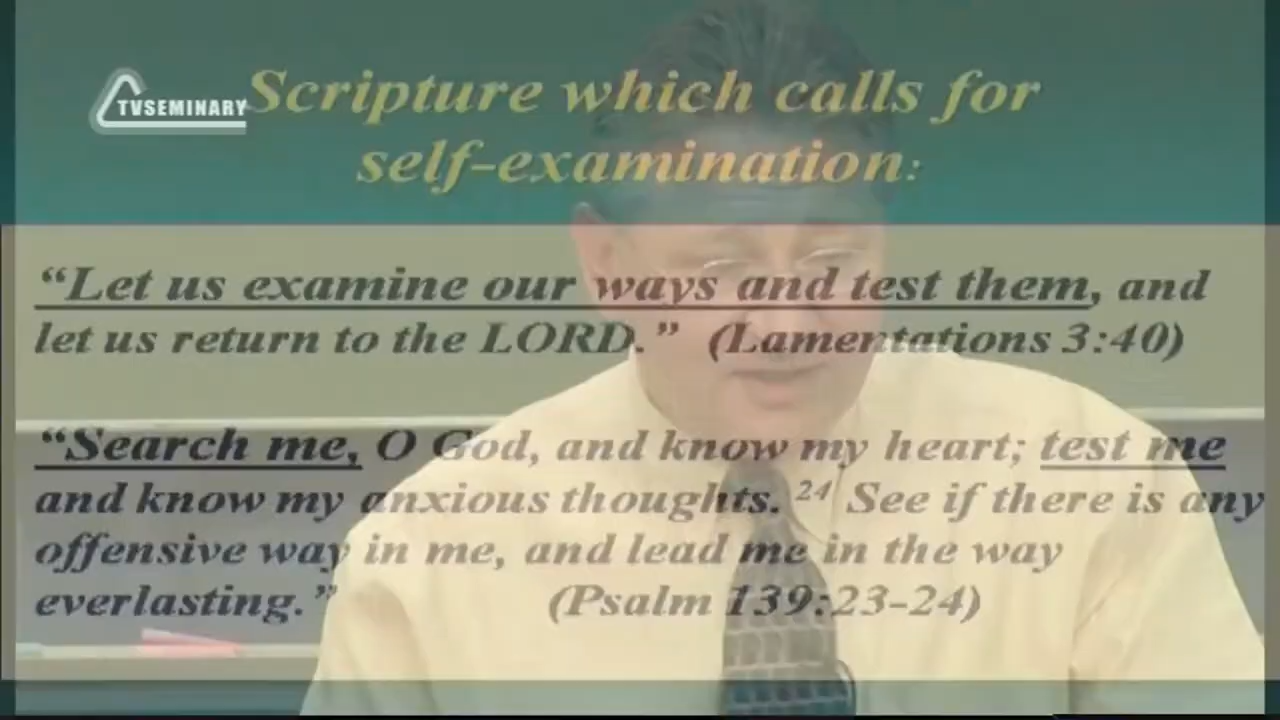 TVSEMINARY
Scripture which calls for
self-examination:
“Let us examine our ways and test them, and
let us return to the LORD.” (Lamentations 3:40)
“Search me, O God, and know my heart; test me
and know my anxious thoughts. ²⁴ See if there is any
offensive way in me, and lead me in the way
everlasting.” (Psalm 139:23-24)